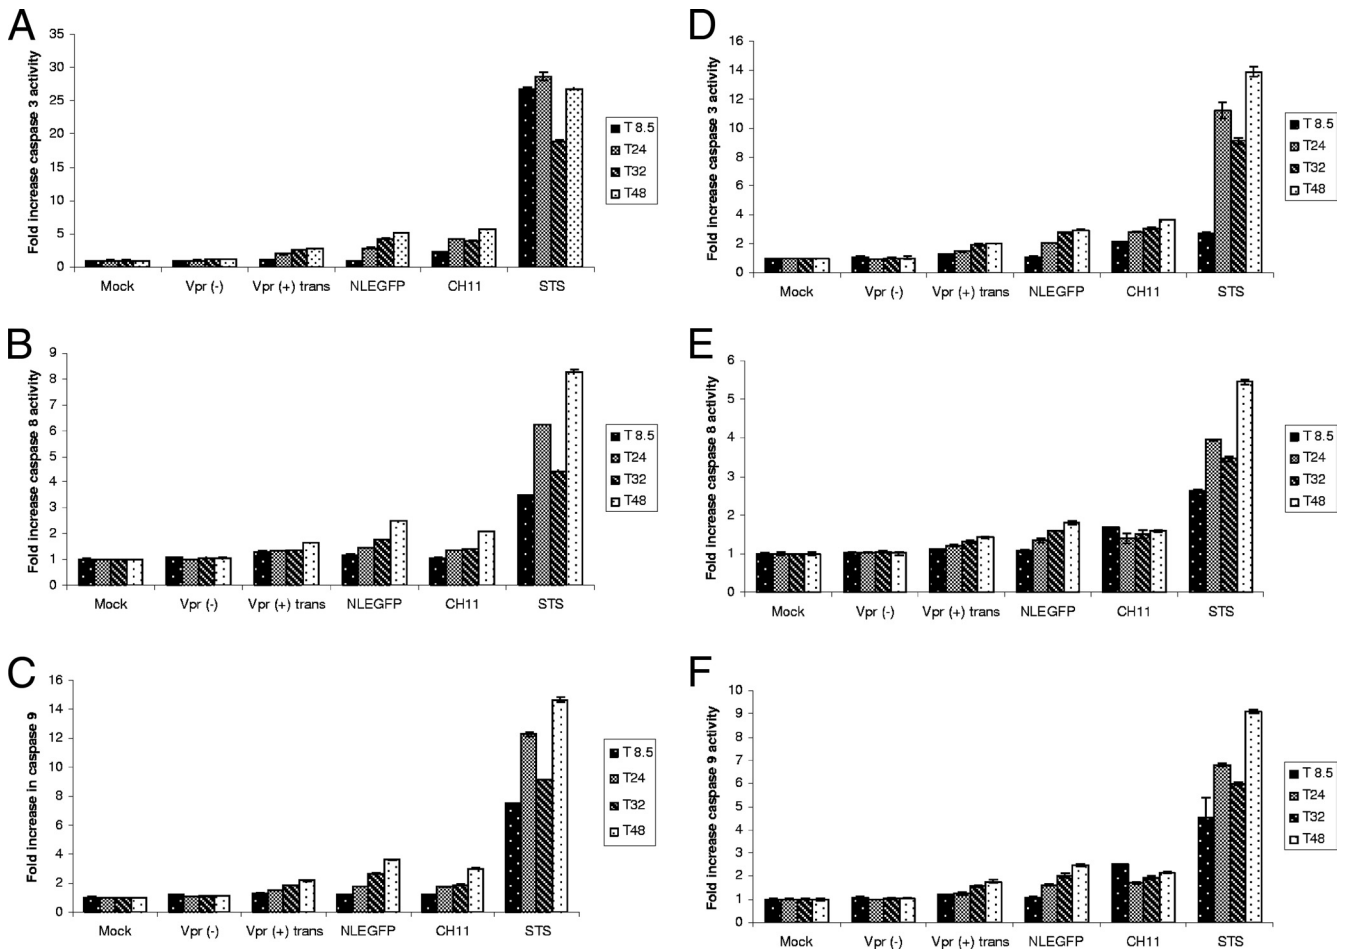 A
Fold increase caspase 3 activity
35
30
25
20
15
10
5
0
Mock Vpr (-) Vpr (+) trans NLEGFP CH11 STS
T 8.5
T24
T32
T48
B
Fold increase caspase 8 activity
9
8
7
6
5
4
3
2
1
0
Mock Vpr (-) Vpr (+) trans NLEGFP CH11 STS
T 8.5
T24
T32
T48
C
Fold increase in caspase 9
16
14
12
10
8
6
4
2
0
Mock Vpr (-) Vpr (+) trans NLEGFP CH11 STS
T 8.5
T24
T32
T48
D
Fold increase caspase 3 activity
16
14
12
10
8
6
4
2
0
Mock Vpr (-) Vpr (+) trans NLEGFP CH11 STS
T 8.5
T24
T32
T48
E
Fold increase caspase 8 activity
6
5
4
3
2
1
0
Mock Vpr (-) Vpr (+) trans NLEGFP CH11 STS
T 8.5
T24
T32
T48
F
Fold increase caspase 9 activity
10
9
8
7
6
5
4
3
2
1
0
Mock Vpr (-) Vpr (+) trans NLEGFP CH11 STS
T 8.5
T24
T32
T48